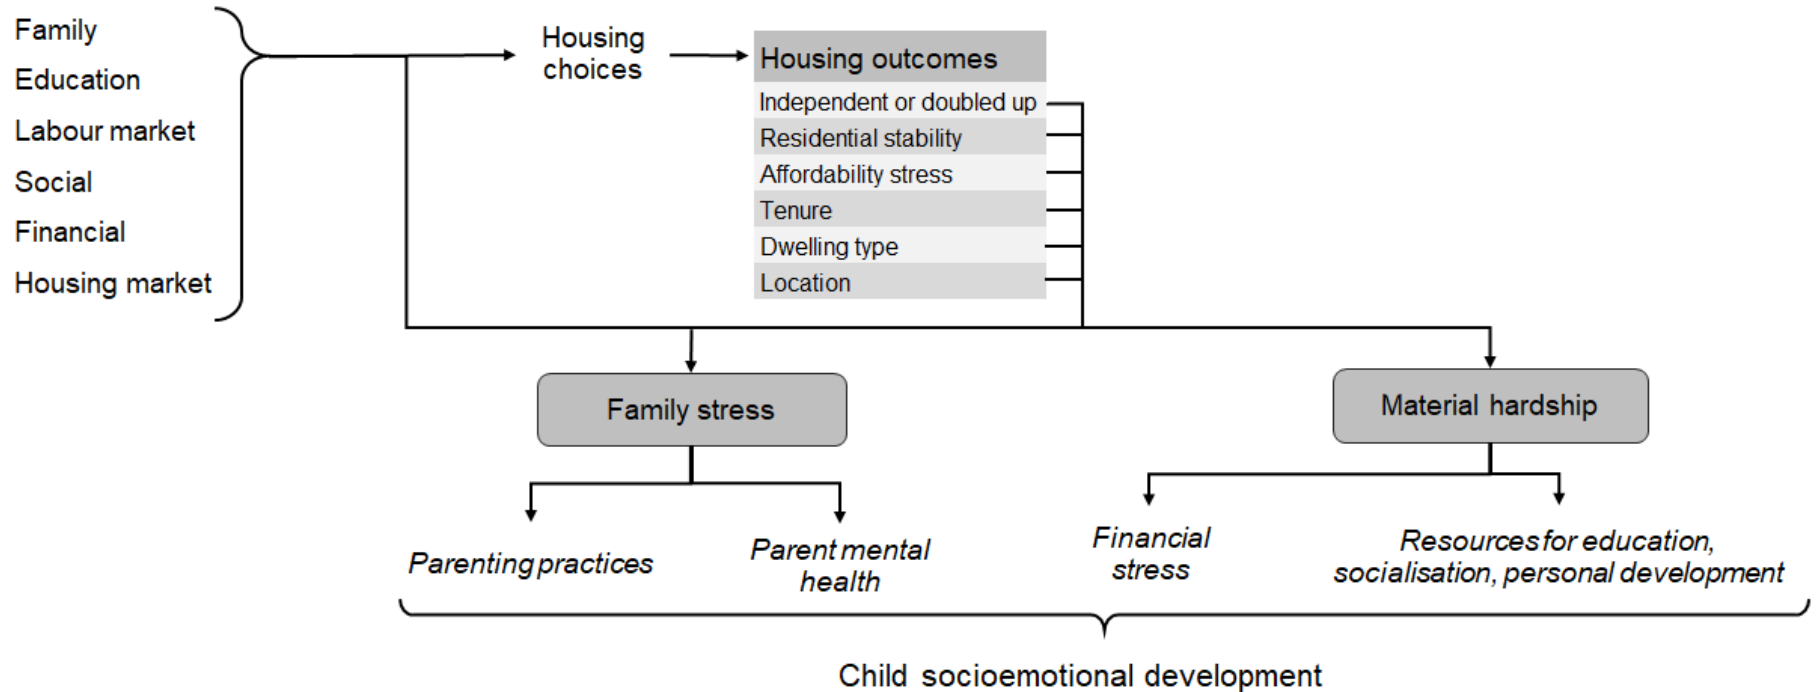 Family
Education
Labour market
Social
Financial
Housing market
Housing
choices
Housing outcomes
Independent or doubled up
Residential stability
Affordability stress
Tenure
Dwelling type
Location
Family stress
Material hardship
Parenting practices
Parent mental
health
Financial
stress
Resources for education,
socialisation, personal development
Child socioemotional development